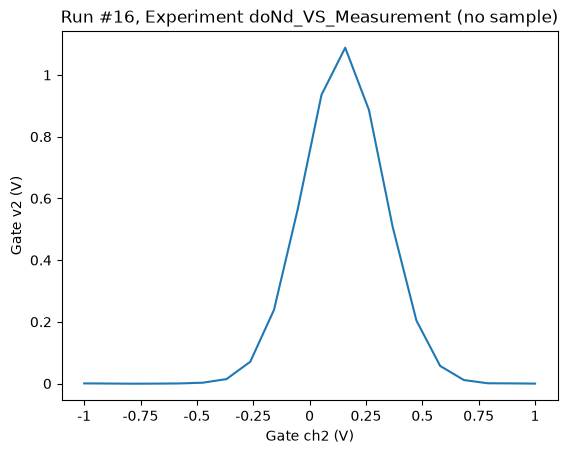 Run #16, Experiment doNd_VS_Measurement (no sample)
Gate v2 (V)
1
0.8
0.6
0.4
0.2
0
-1 -0.75 -0.5 -0.25 0 0.25 0.5 0.75 1
Gate ch2 (V)